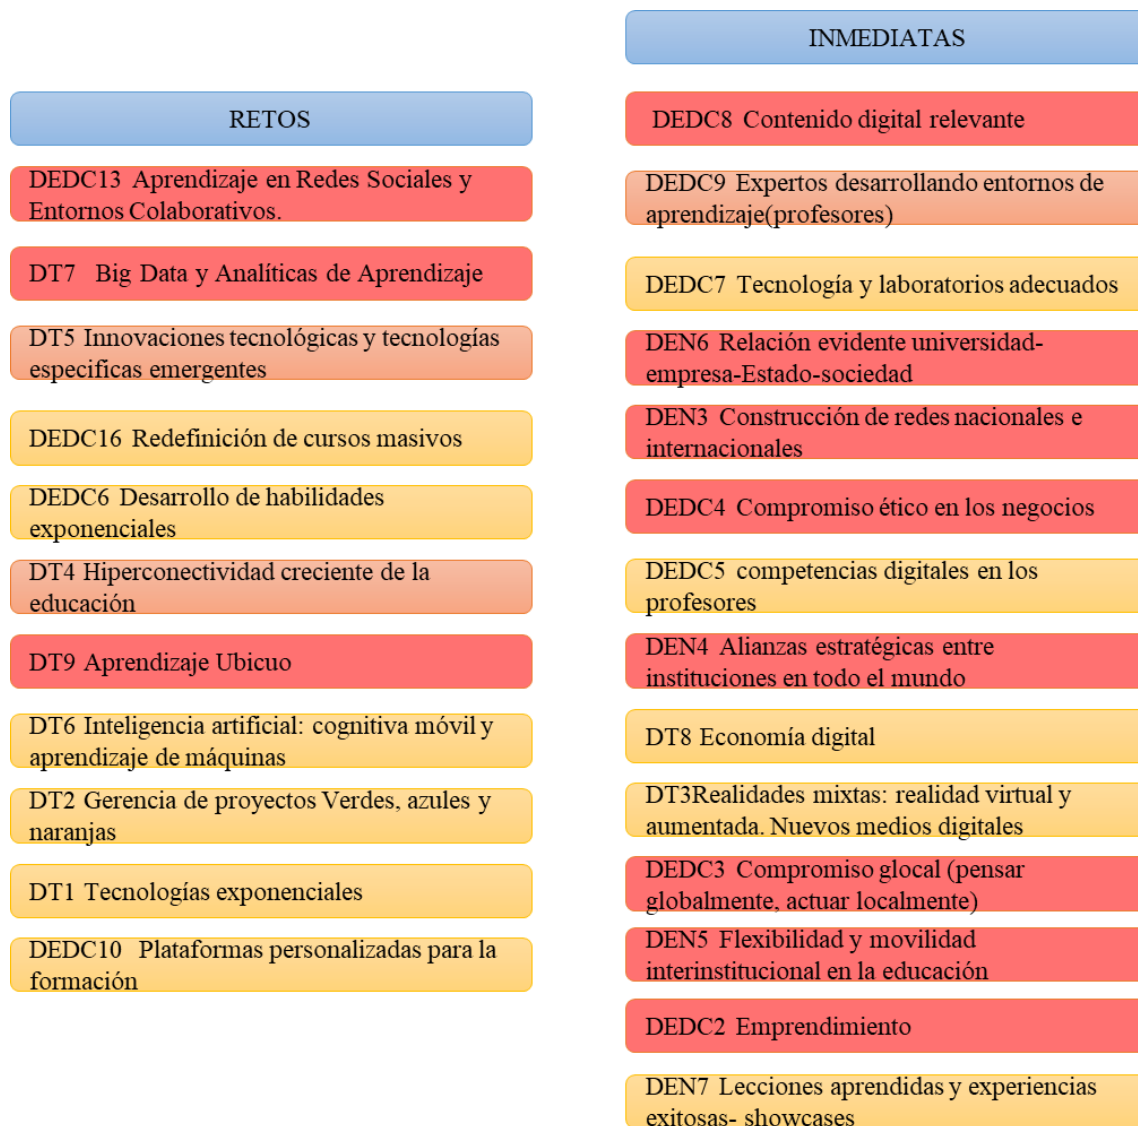 RETOS
DEDC13 Aprendizaje en Redes Sociales y
Entornos Colaborativos.
DT7 Big Data y Analíticas de Aprendizaje
DT5 Innovaciones tecnológicas y tecnologías
especificas emergentes
DEDC16 Redefinición de cursos masivos
DEDC6 Desarrollo de habilidades
exponenciales
DT4 Hiperconectividad creciente de la
educación
DT9 Aprendizaje Ubicuo
DT6 Inteligencia artificial: cognitiva móvil y
aprendizaje de máquinas
DT2 Gerencia de proyectos Verdes, azules y
naranjas
DT1 Tecnologías exponenciales
DEDC10 Plataformas personalizadas para la
formación
INMEDIATAS
DEDC8 Contenido digital relevante
DEDC9 Expertos desarrollando entornos de
aprendizaje(profesores)
DEDC7 Tecnología y laboratorios adecuados
DEN6 Relación evidente universidad-
empresa-Estado-sociedad
DEN3 Construcción de redes nacionales e
internacionales
DEDC4 Compromiso ético en los negocios
DEDC5 competencias digitales en los
profesores
DEN4 Alianzas estratégicas entre
instituciones en todo el mundo
DT8 Economía digital
DT3Realidades mixtas: realidad virtual y
aumentada. Nuevos medios digitales
DEDC3 Compromiso glocal (pensar
globalmente, actuar localmente)
DEN5 Flexibilidad y movilidad
interinstitucional en la educación
DEDC2 Emprendimiento
DEN7 Lecciones aprendidas y experiencias
exitosas- showcases